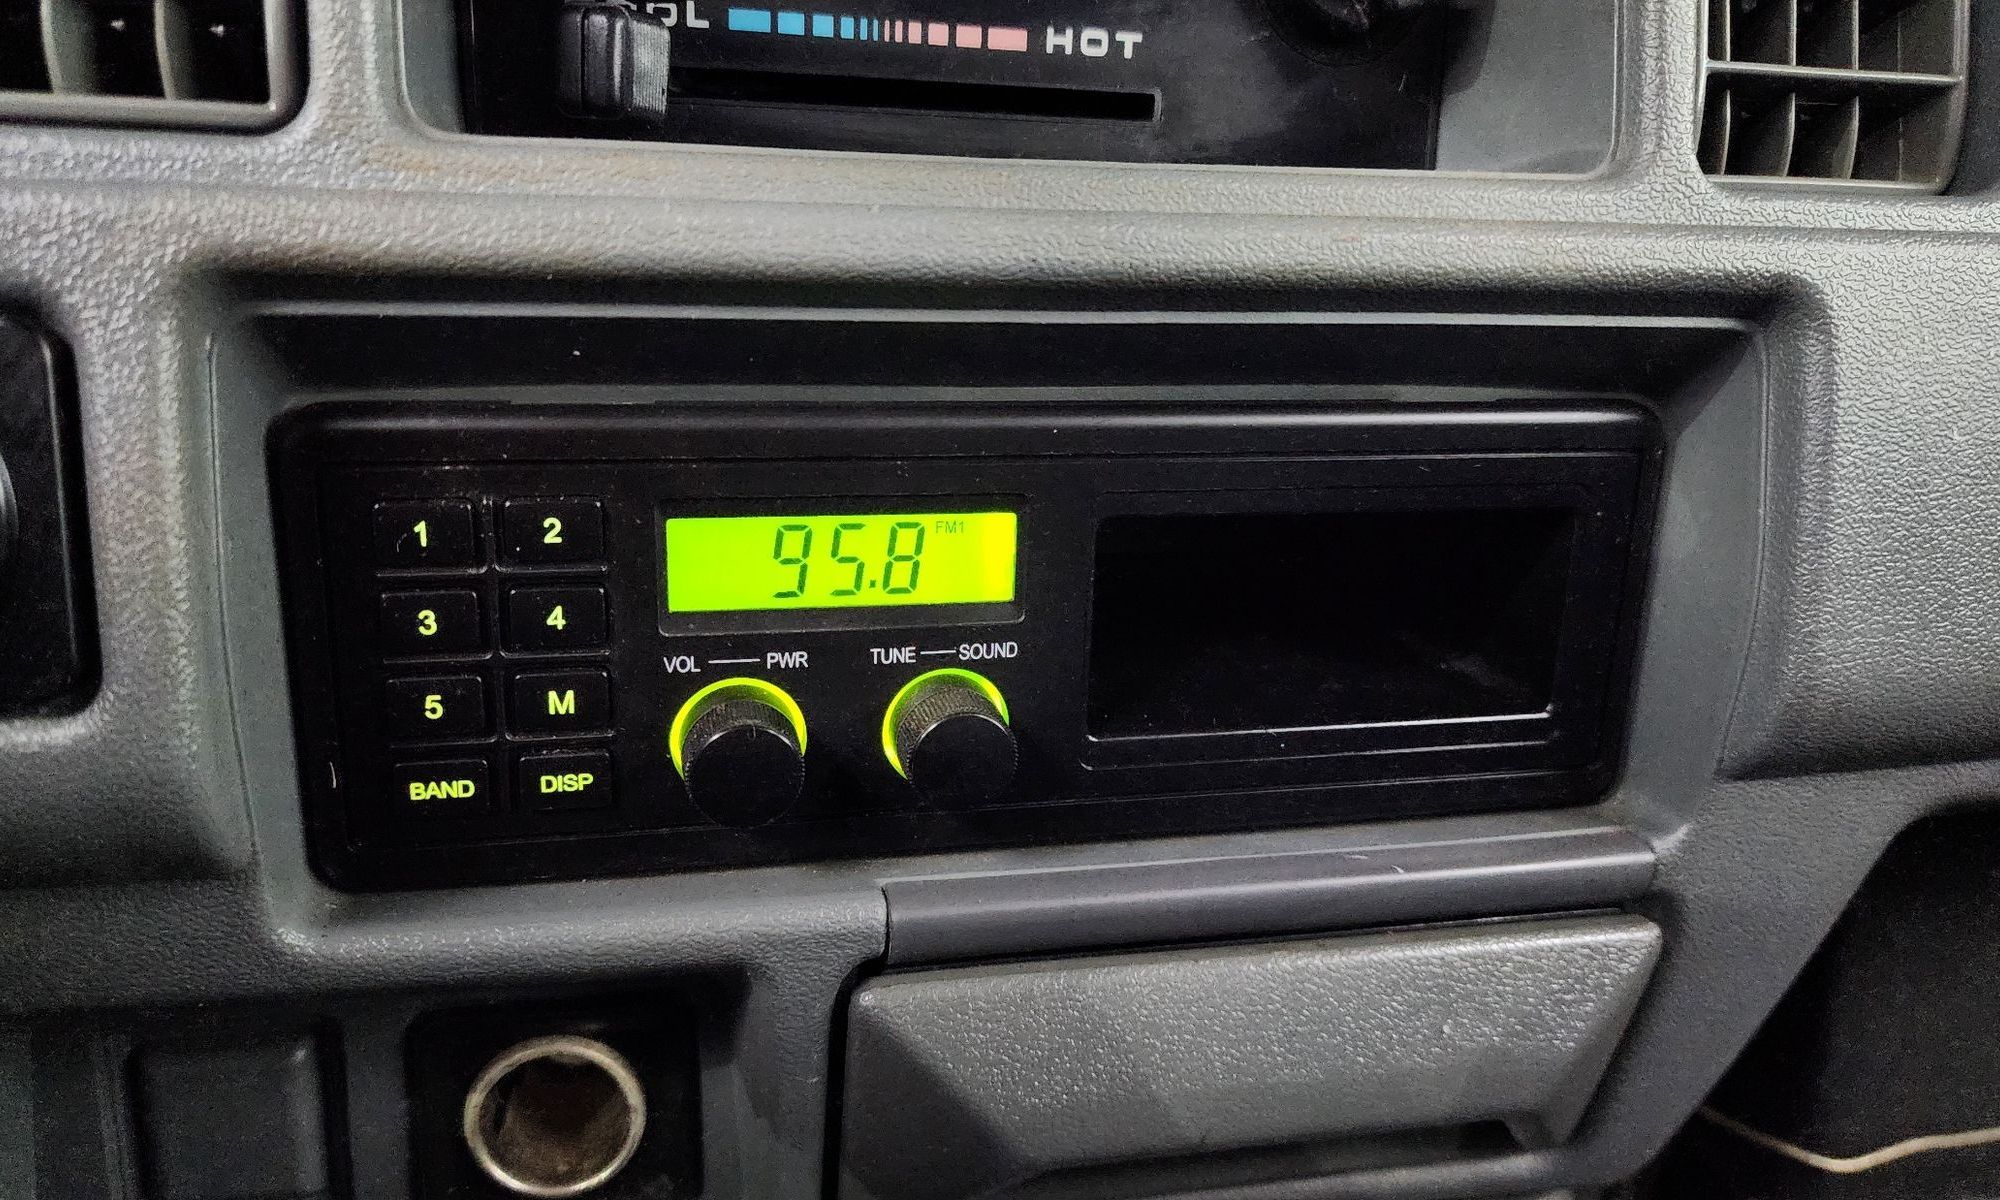 HOT
1 2
3 4
5 M
BAND DISP
95.8 FM1
VOL PWR
TUNE SOUND